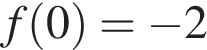 f(0) = −2